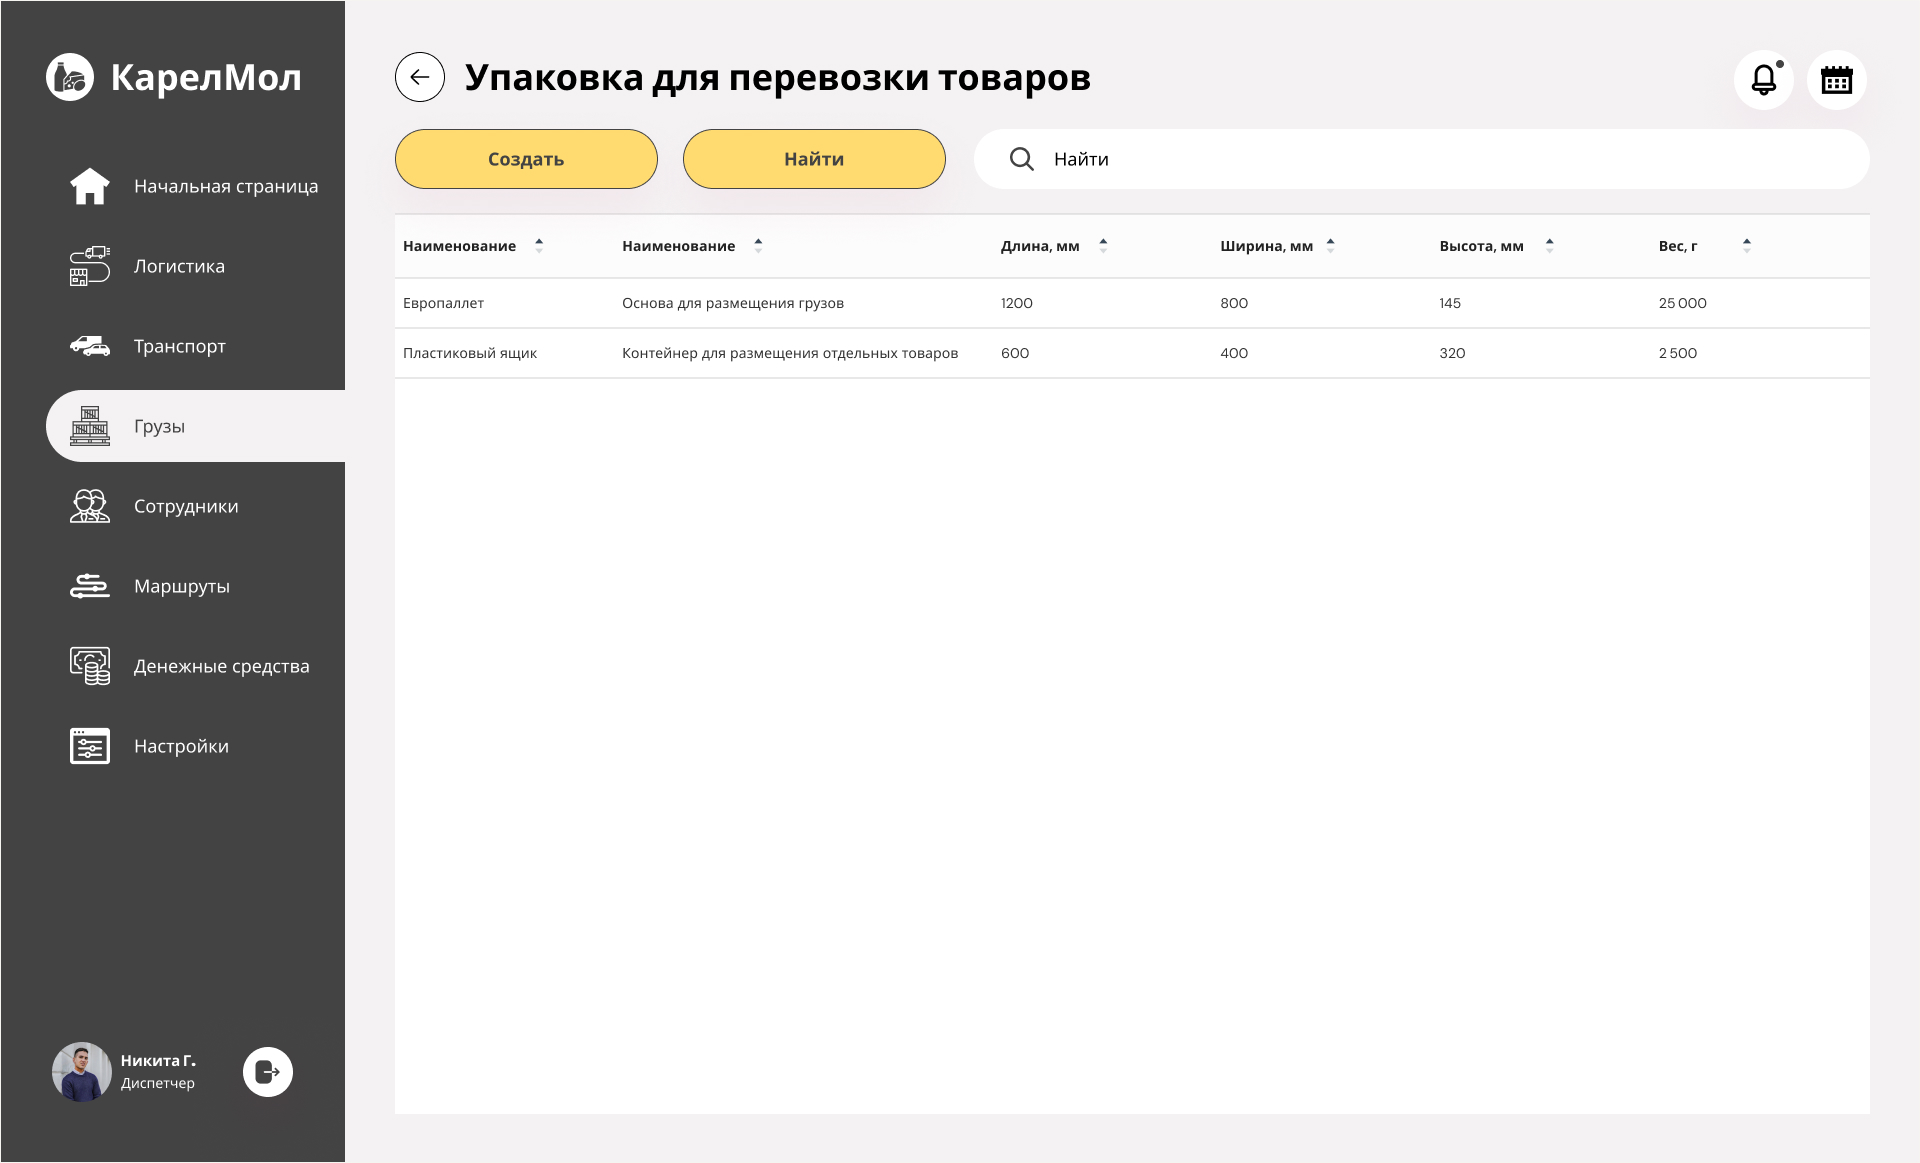 КарелМол
Упаковка для перевозки товаров
Создать
Найти
Найти
Начальная страница
Логистика
Транспорт
Грузы
Сотрудники
Маршруты
Денежные средства
Настройки
Наименование Наименование Длина, мм Ширина, мм Высота, мм Вес, г
Европаллет Основа для размещения грузов 1200 800 145 25 000
Пластиковый ящик Контейнер для размещения отдельных товаров 600 400 320 2 500
Никита Г.
Диспетчер